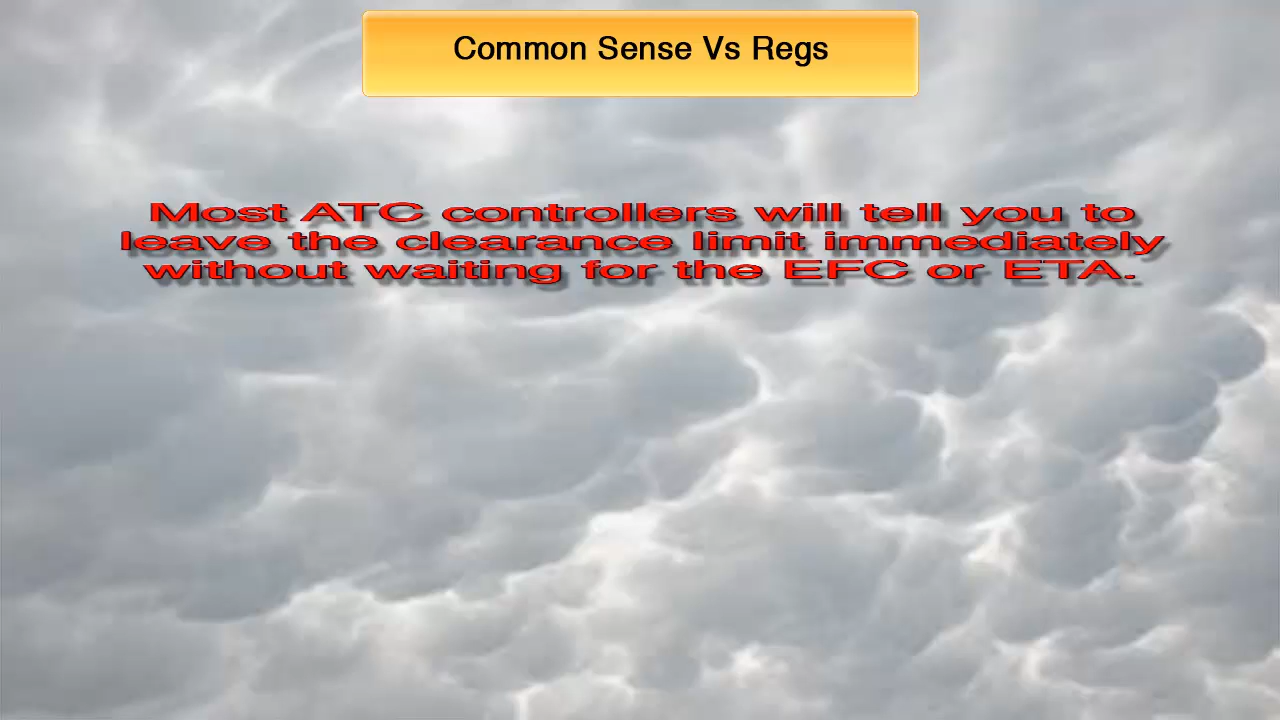 Common Sense Vs Regs
Most ATC controllers will tell you to
leave the clearance limit immediately
without waiting for the EFC or ETA.